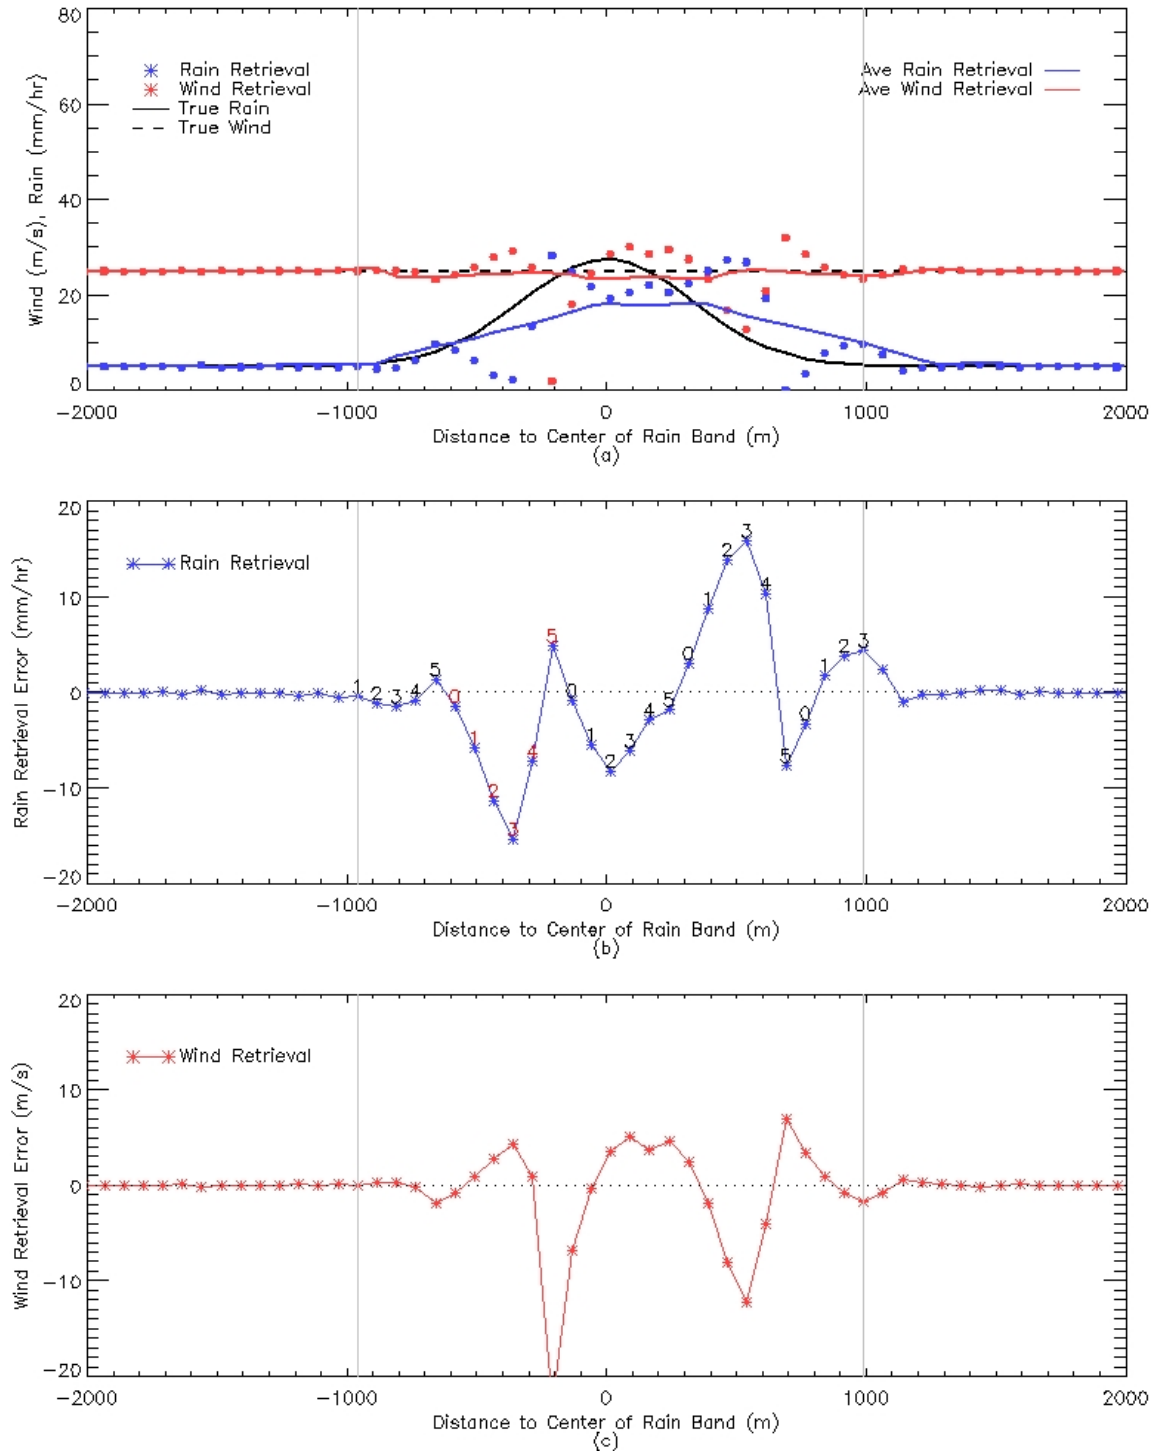 80
60
40
20
0
Wind (m/s), Rain (mm/hr)
Rain Retrieval
Wind Retrieval
True Rain
True Wind
Ave Rain Retrieval
Ave Wind Retrieval
-2000 -1000 0 1000 2000
Distance to Center of Rain Band (m)
(a)
20
10
0
-10
-20
Rain Retrieval Error (mm/hr)
Rain Retrieval
1 2 3 4 5 0 1 2 3 4 5 0 1 2 3 4 5 0 1 2 3 4 5 0 1 2 3
-2000 -1000 0 1000 2000
Distance to Center of Rain Band (m)
(b)
20
10
0
-10
-20
Wind Retrieval Error (m/s)
Wind Retrieval
-2000 -1000 0 1000 2000
Distance to Center of Rain Band (m)
(c)